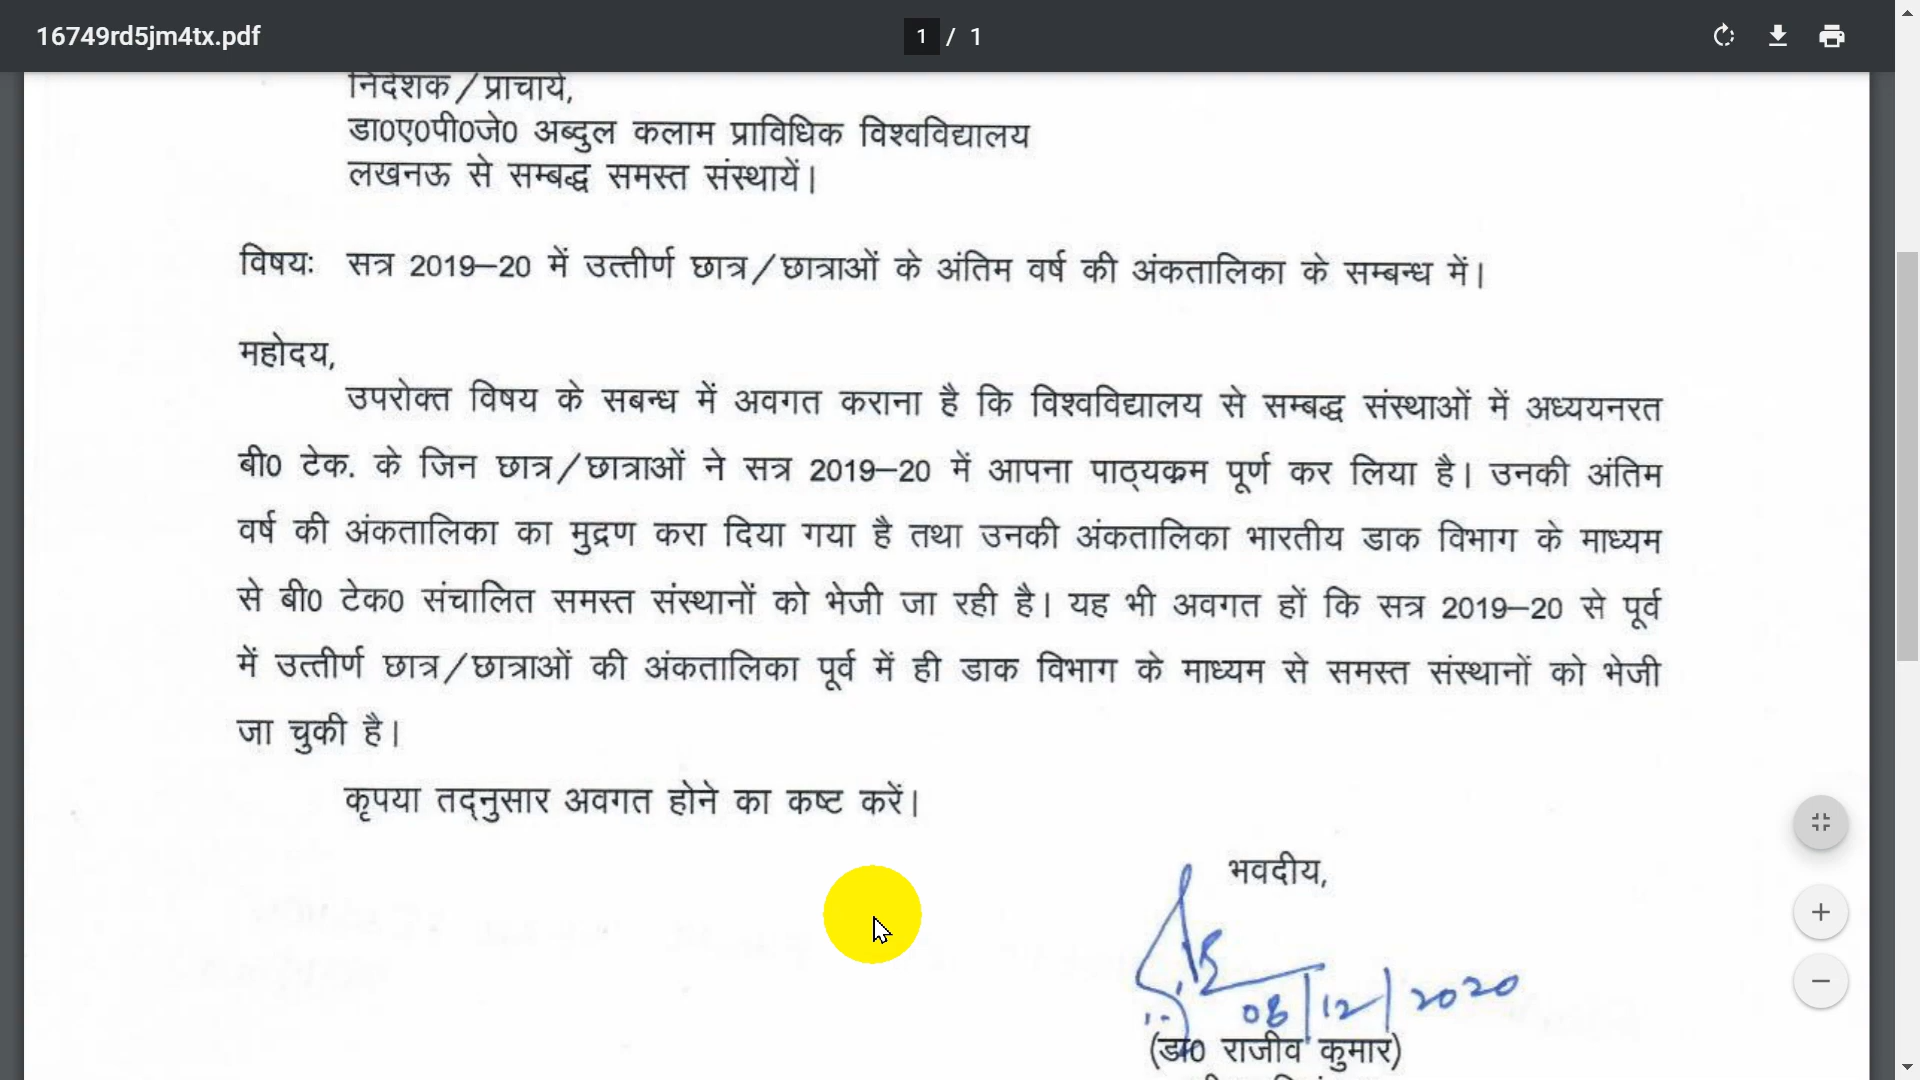 16749rd5jm4tx.pdf
1 / 1
निदेशक/प्राचार्य,
डा0ए0पी0जे0 अब्दुल कलाम प्राविधिक विश्वविद्यालय
लखनऊ से सम्बद्ध समस्त संस्थायें।
विषयः सत्र 2019–20 में उत्तीर्ण छात्र/छात्राओं के अंतिम वर्ष की अंकतालिका के सम्बन्ध में।
महोदय,
उपरोक्त विषय के सबन्ध में अवगत कराना है कि विश्वविद्यालय से सम्बद्ध संस्थाओं में अध्ययनरत
बी0 टेक. के जिन छात्र/छात्राओं ने सत्र 2019–20 में आपना पाठ्यक्रम पूर्ण कर लिया है। उनकी अंतिम
वर्ष की अंकतालिका का मुद्रण करा दिया गया है तथा उनकी अंकतालिका भारतीय डाक विभाग के माध्यम
से बी0 टेक0 संचालित समस्त संस्थानों को भेजी जा रही है। यह भी अवगत हों कि सत्र 2019–20 से पूर्व
में उत्तीर्ण छात्र/छात्राओं की अंकतालिका पूर्व में ही डाक विभाग के माध्यम से समस्त संस्थानों को भेजी
जा चुकी है।
कृपया तद्नुसार अवगत होने का कष्ट करें।
भवदीय,
08/12/2020
(डा0 राजीव कुमार)